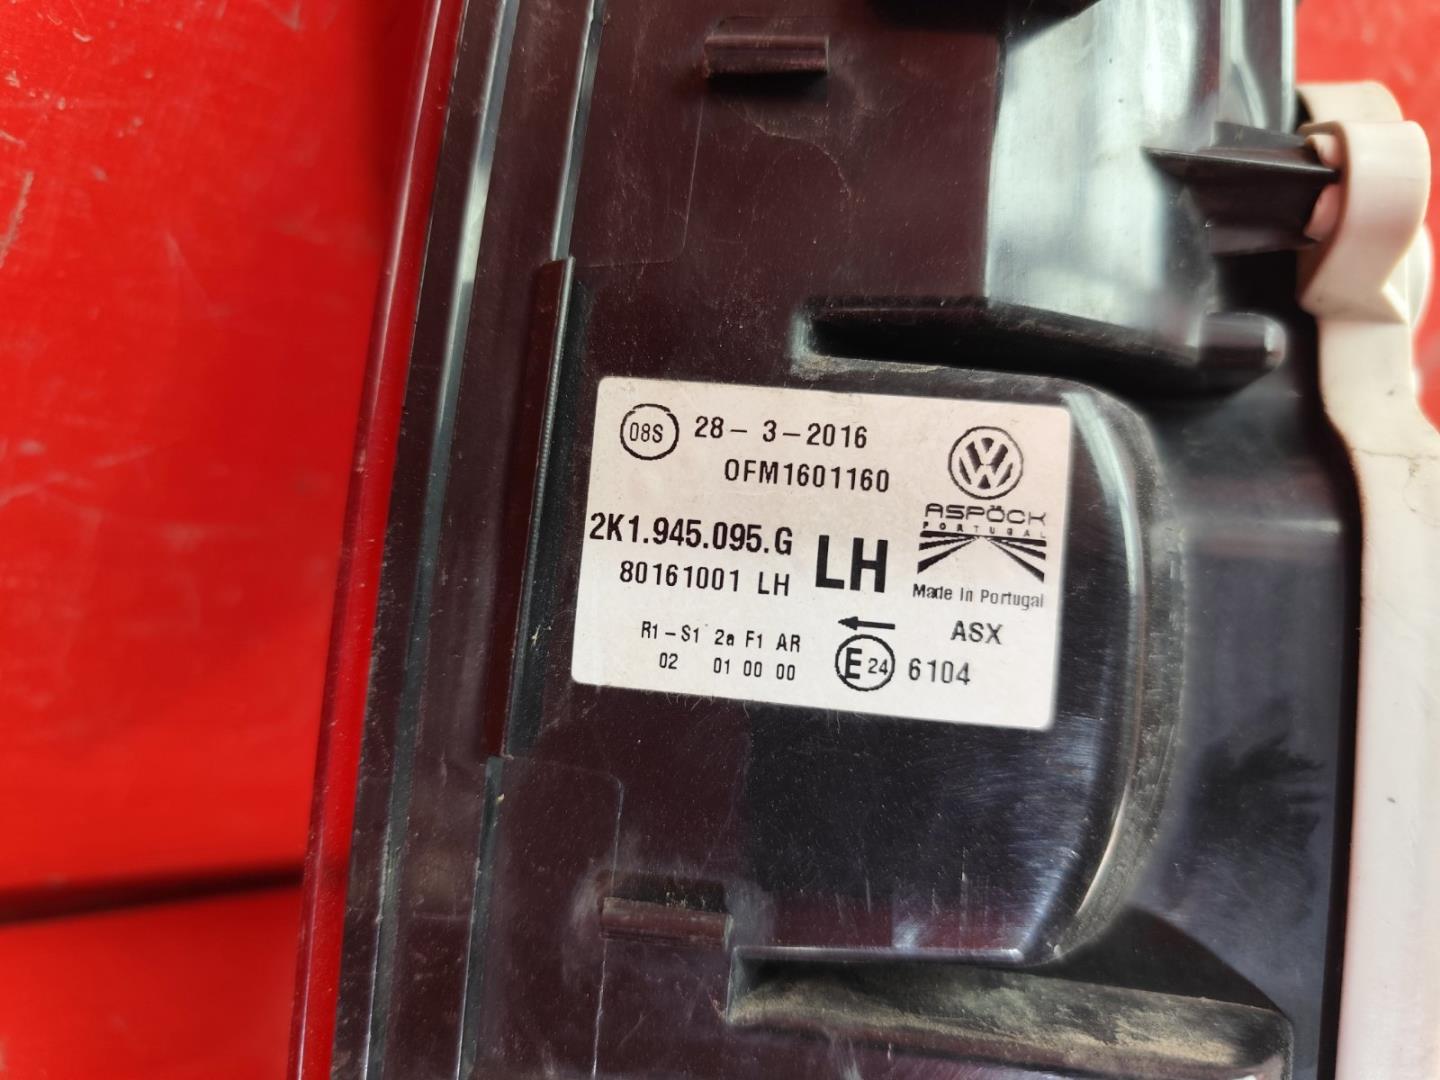 08S 28-3-2016
OFM1601160
2K1.945.095.G
80161001 LH
LH
ASPÖCK
PORTUGAL
Made In Portugal
R1-S1 2a F1 AR
02 01 00 00
E24 6104
ASX